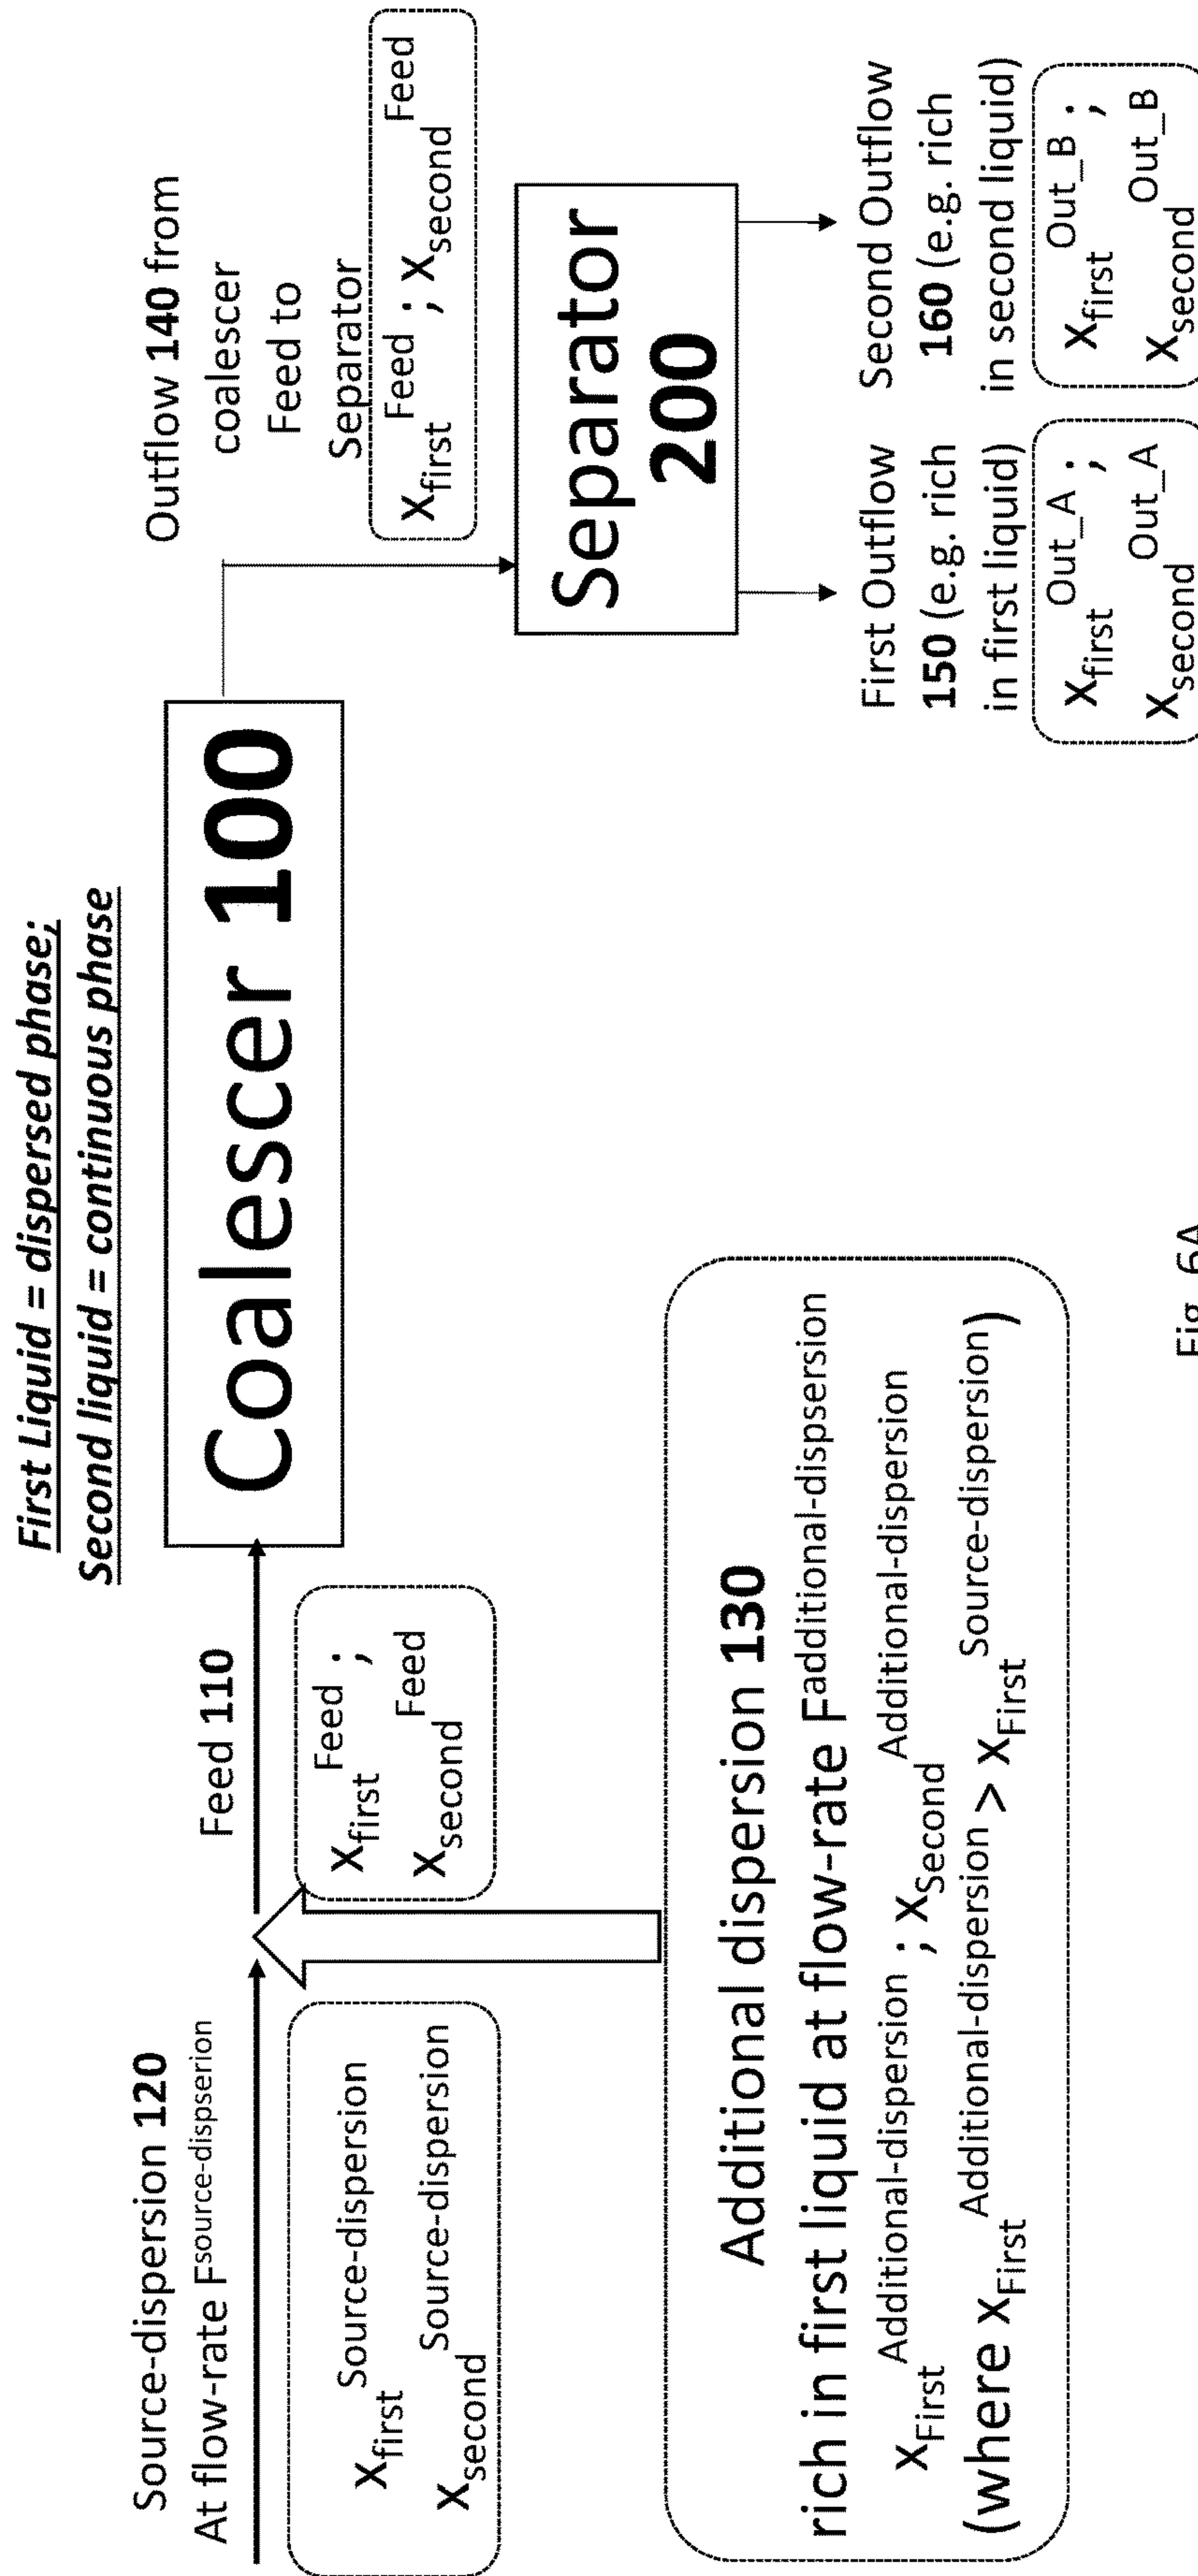 First Liquid = dispersed phase;
Second liquid = continuous phase
Source-dispersion 120
At flow-rate Fsource-dispserion
Xfirst Source-dispersion
Xsecond Source-dispersion
Feed 110
Xfirst Feed ;
Xsecond Feed
Coalescer 100
Outflow 140 from
coalescer
Feed to
Separator
Xfirst Feed ; Xsecond Feed
Separator
200
First Outflow
150 (e.g. rich
in first liquid)
Xfirst Out_A ;
Xsecond Out_A
Second Outflow
160 (e.g. rich
in second liquid)
Xfirst Out_B ;
Xsecond Out_B
Additional dispersion 130
rich in first liquid at flow-rate Fadditional-dispsersion
XFirst Additional-dispersion ; XSecond Additional-dispersion
(where XFirst Additional-dispersion > XFirst Source-dispersion)
Fig. 6A